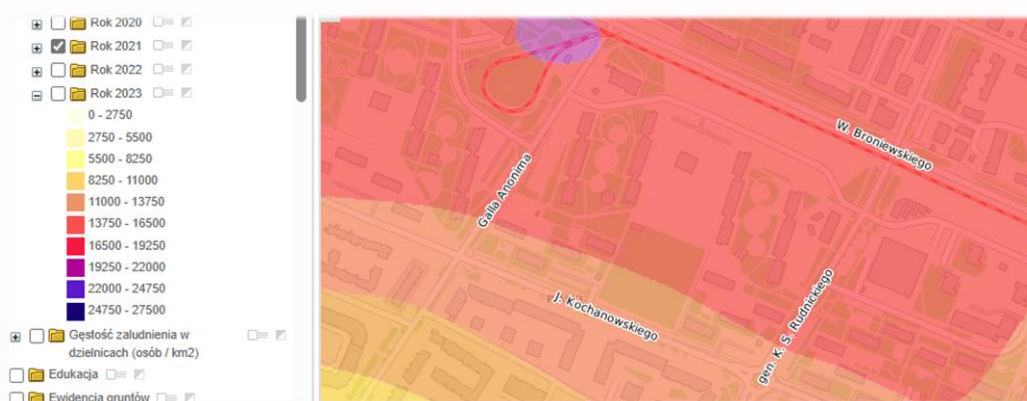 Rok 2020
Rok 2021
Rok 2022
Rok 2023
0 - 2750
2750 - 5500
5500 - 8250
8250 - 11000
11000 - 13750
13750 - 16500
16500 - 19250
19250 - 22000
22000 - 24750
24750 - 27500
Gęstość zaludnienia w
dzielnicach (osób / km2)
Edukacja
Ewidencja gruntów
W. Broniewskiego
Galla Anonima
J. Kochanowskiego
gen. K. S. Rudnickiego